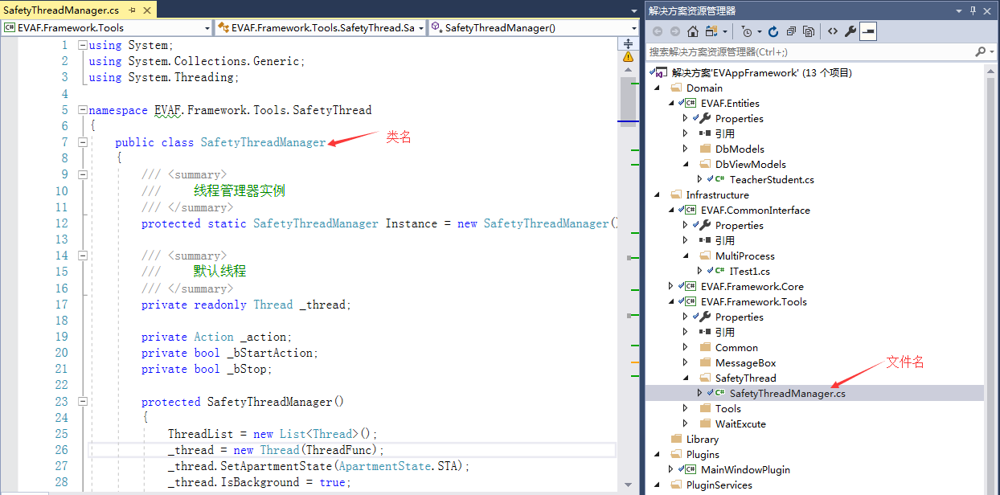 SafetyThreadManager.cs
EVAF.Framework.Tools
EVAF.Framework.Tools.SafetyThread.Sa
SafetyThreadManager()
1 using System;
2 using System.Collections.Generic;
3 using System.Threading;
4
5 namespace EVAF.Framework.Tools.SafetyThread
6 {
7 public class SafetyThreadManager
类名
8 {
9 /// <summary>
10 /// 线程管理器实例
11 /// </summary>
12 protected static SafetyThreadManager Instance = new SafetyThreadManager()
13
14 /// <summary>
15 /// 默认线程
16 /// </summary>
17 private readonly Thread _thread;
18
19 private Action _action;
20 private bool _bStartAction;
21 private bool _bStop;
22
23 protected SafetyThreadManager()
24 {
25 ThreadList = new List<Thread>();
26 _thread = new Thread(ThreadFunc);
27 _thread.SetApartmentState(ApartmentState.STA);
28 _thread.IsBackground = true;
解决方案资源管理器
搜索解决方案资源管理器(Ctrl+;)
解决方案'EVAppFramework' (13 个项目)
Domain
C# EVAF.Entities
Properties
引用
DbModels
DbViewModels
C# TeacherStudent.cs
Infrastructure
C# EVAF.CommonInterface
Properties
引用
MultiProcess
C# ITest1.cs
C# EVAF.Framework.Core
C# EVAF.Framework.Tools
Properties
引用
Common
MessageBox
文件名
SafetyThread
C# SafetyThreadManager.cs
Tools
WaitExcute
Library
Plugins
C# MainWindowPlugin
PluginServices